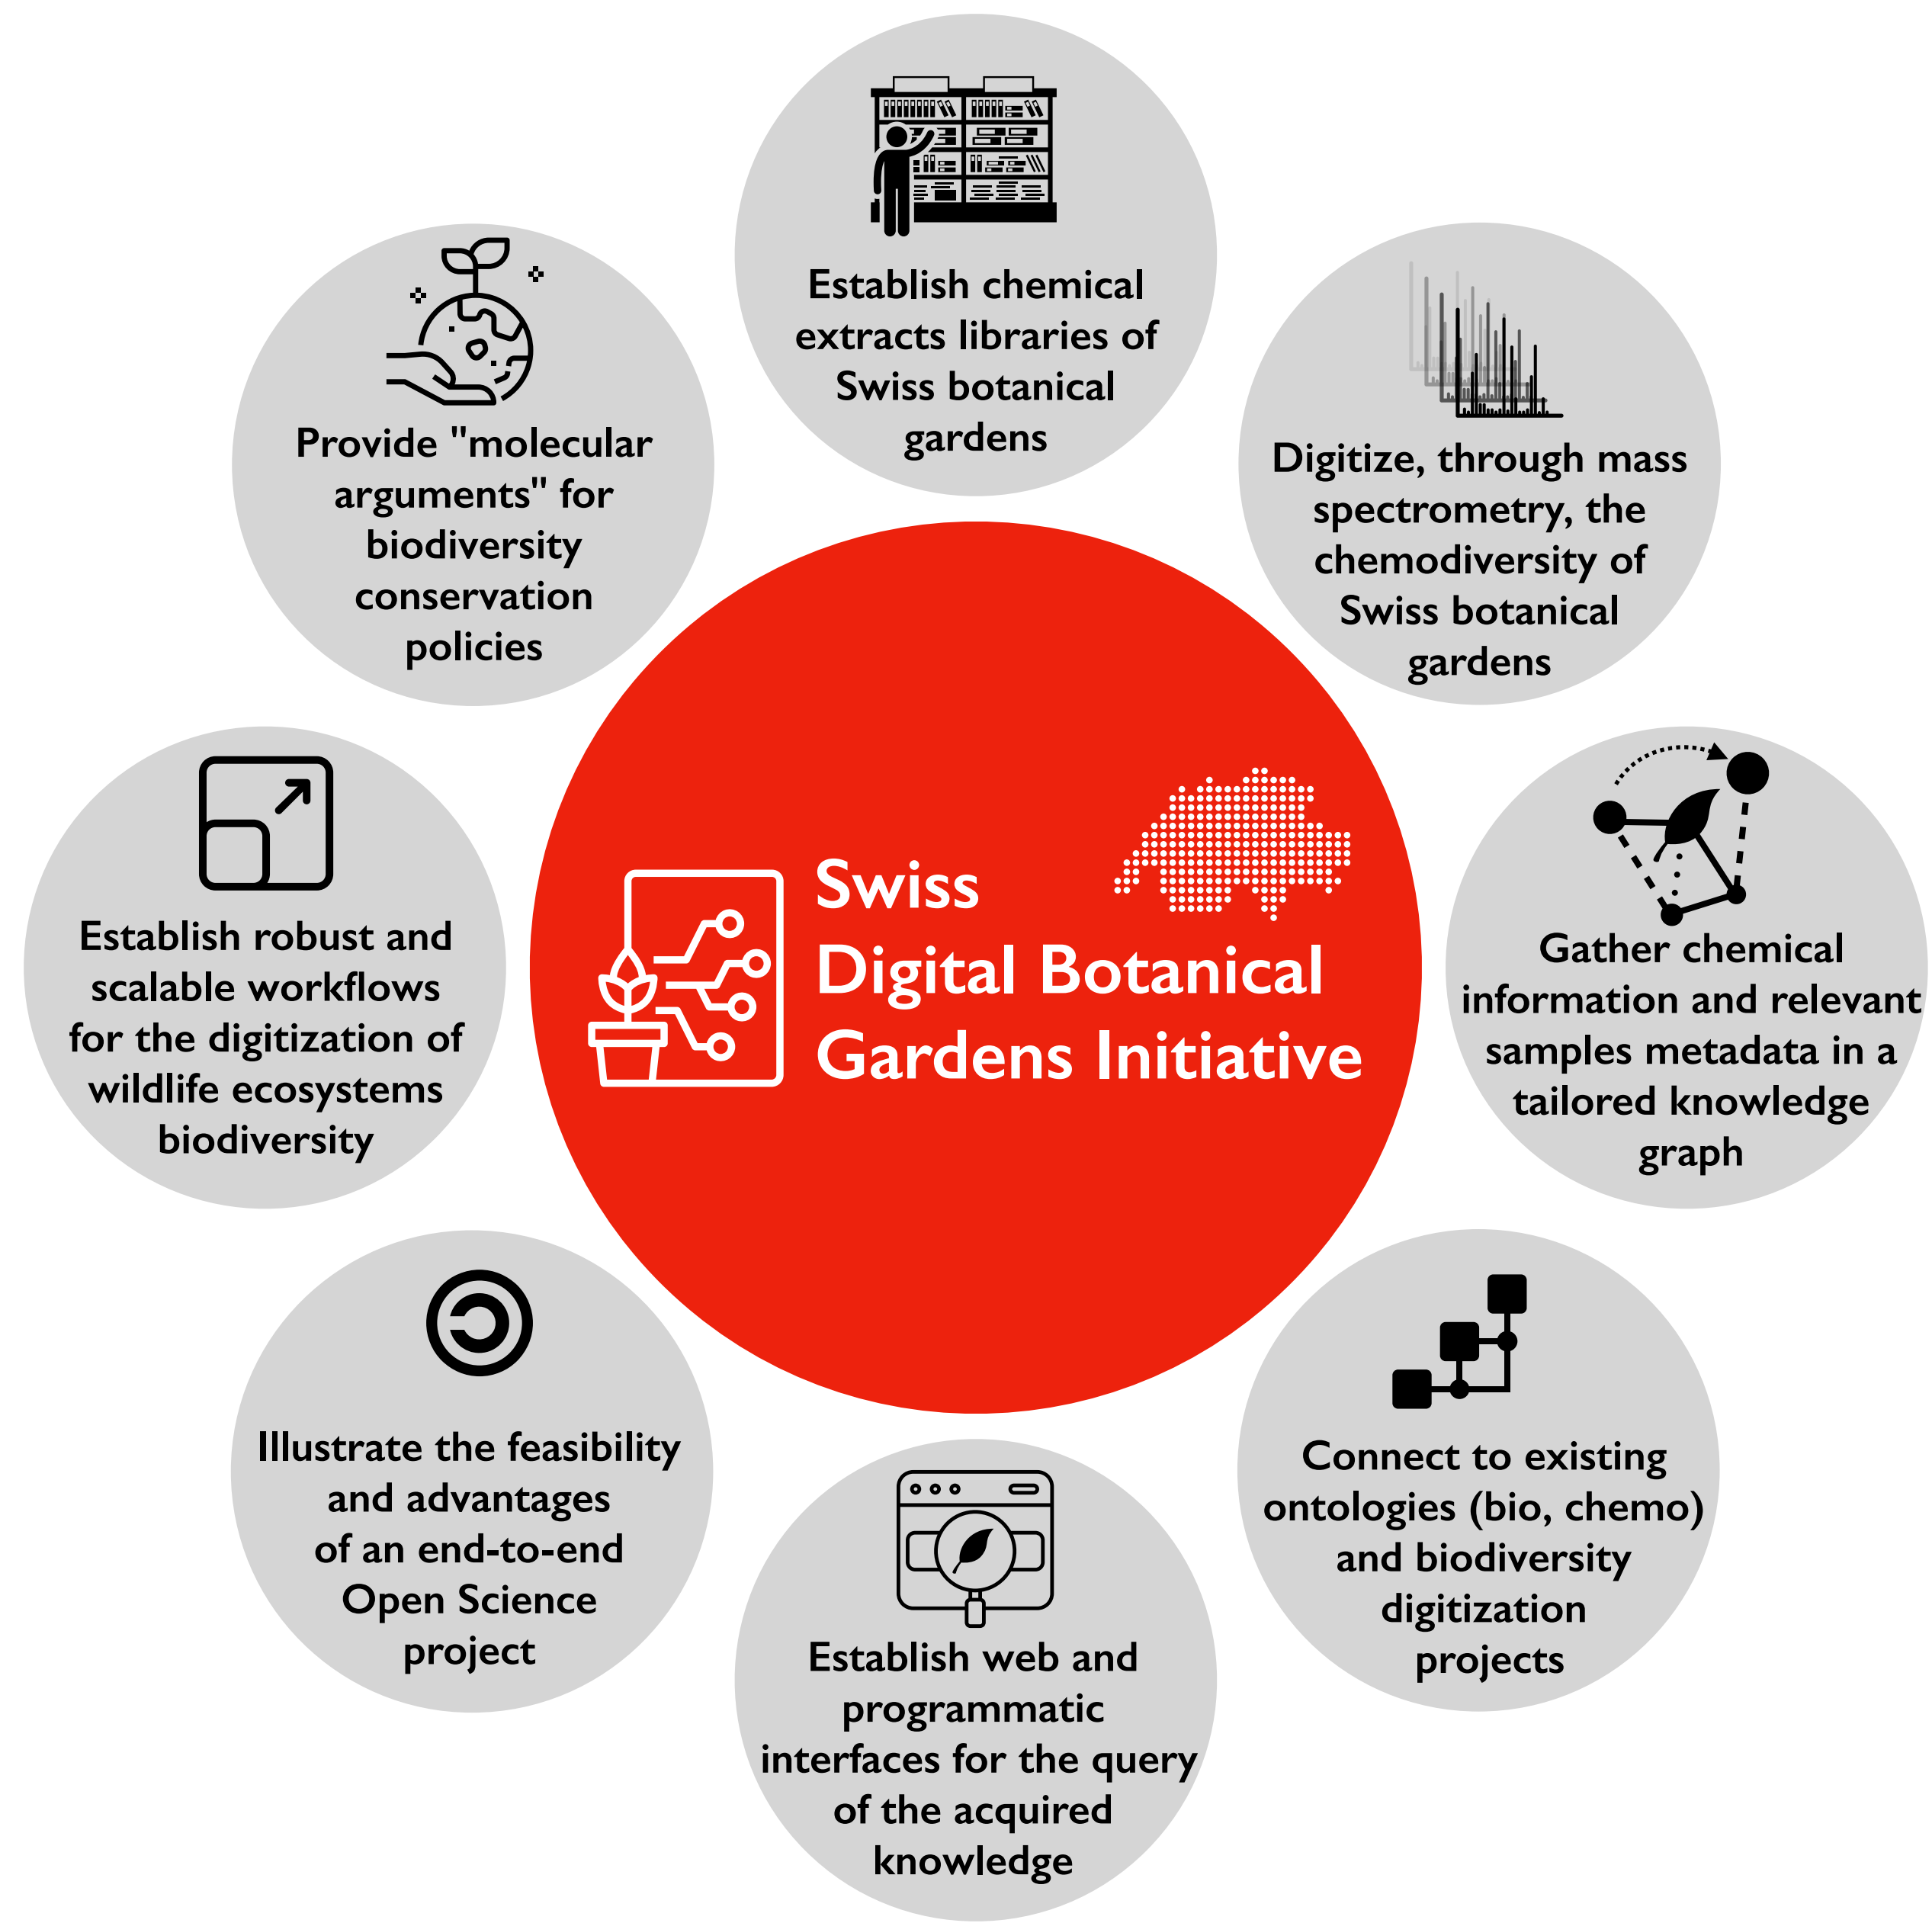 Establish chemical
extracts libraries of
Swiss botanical
gardens
Digitize, through mass
spectrometry, the
chemodiversity of
Swiss botanical
gardens
Gather chemical
information and relevant
samples metadata in a
tailored knowledge
graph
Connect to existing
ontologies (bio, chemo)
and biodiversity
digitization
projects
Establish web and
programmatic
interfaces for the query
of the acquired
knowledge
Illustrate the feasibility
and advantages
of an end-to-end
Open Science
project
Establish robust and
scalable workflows
for the digitization of
wildlife ecosystems
biodiversity
Provide "molecular
arguments" for
biodiversity
conservation
policies
Swiss
Digital Botanical
Gardens Initiative